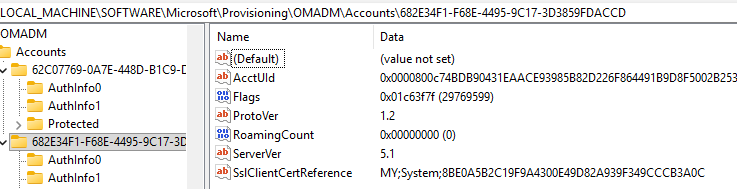 LOCAL_MACHINE\SOFTWARE\Microsoft\Provisioning\OMADM\Accounts\682E34F1-F68E-4495-9C17-3D3859FDACCD
OMADM
Accounts
62C07769-0A7E-448D-B1C9-D
AuthInfo0
AuthInfo1
Protected
682E34F1-F68E-4495-9C17-3D
AuthInfo0
AuthInfo1
Name Data
(Default) (value not set)
AcctUId 0x0000800c74BDB90431EAACE93985B82D226F864491B9D8F5002B253
Flags 0x01c63f7f (29769599)
ProtoVer 1.2
RoamingCount 0x00000000 (0)
ServerVer 5.1
SslClientCertReference MY;System;8BE0A5B2C19F9A4300E49D82A939F349CCCB3A0C